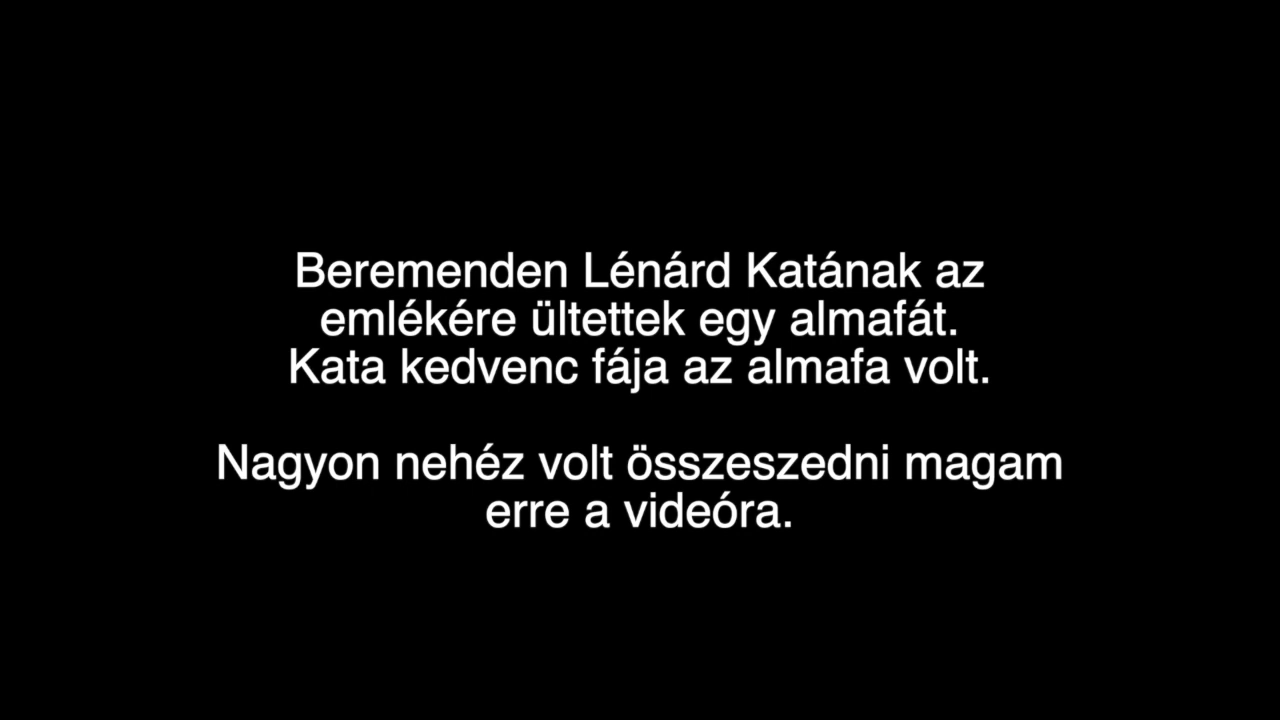 Beremenden Lénárd Katának az
emlékére ültettek egy almafát.
Kata kedvenc fája az almafa volt.
Nagyon nehéz volt összeszedni magam
erre a videóra.